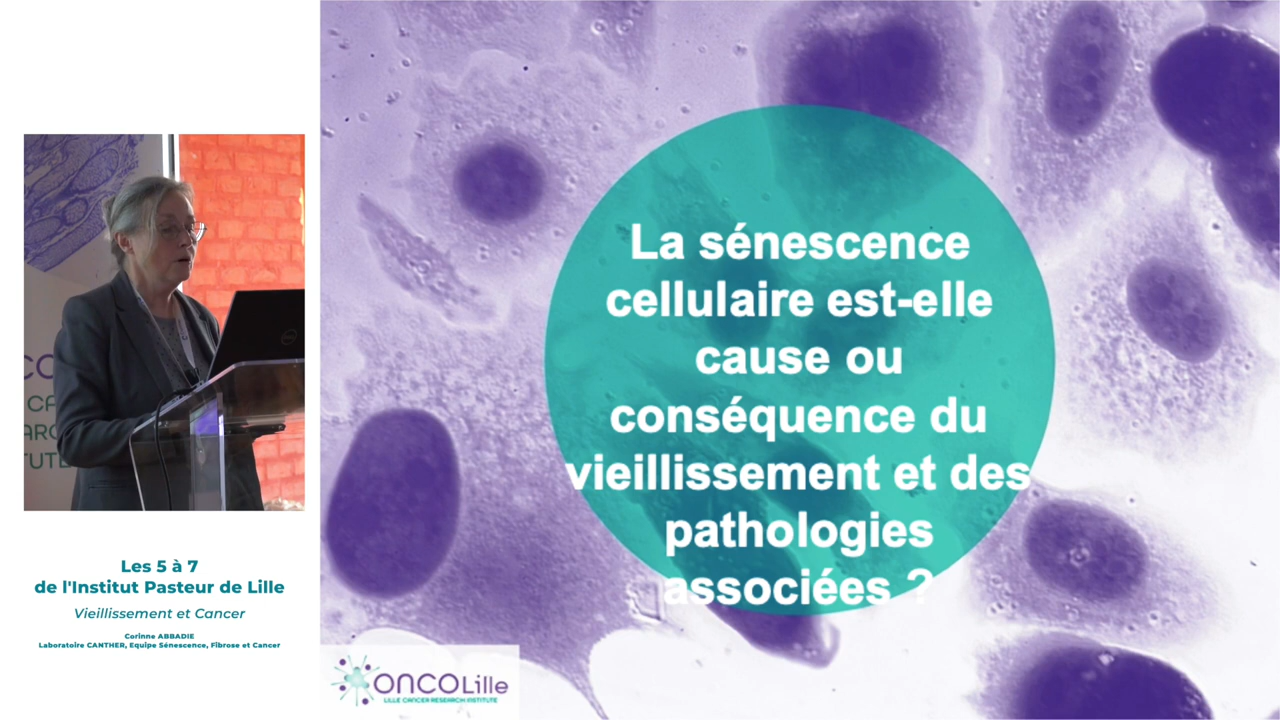 Les 5 à 7
de l'Institut Pasteur de Lille
Vieillissement et Cancer
Corinne ABBADIE
Laboratoire CANTHER, Equipe Sénescence, Fibrose et Cancer
La sénescence
cellulaire est-elle
cause ou
conséquence du
vieillissement et des
pathologies
associées ?
ONCOLille
LILLE CANCER RESEARCH INSTITUTE